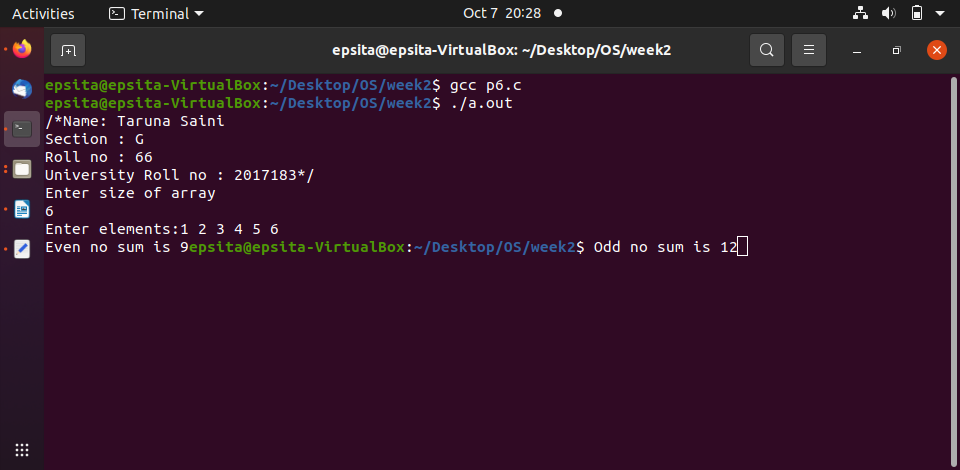 Activities Terminal Oct 7 20:28
epsita@epsita-VirtualBox: ~/Desktop/OS/week2
epsita@epsita-VirtualBox:~/Desktop/OS/week2$ gcc p6.c
epsita@epsita-VirtualBox:~/Desktop/OS/week2$ ./a.out
/*Name: Taruna Saini
Section : G
Roll no : 66
University Roll no : 2017183*/
Enter size of array
6
Enter elements:1 2 3 4 5 6
Even no sum is 9epsita@epsita-VirtualBox:~/Desktop/OS/week2$ Odd no sum is 12